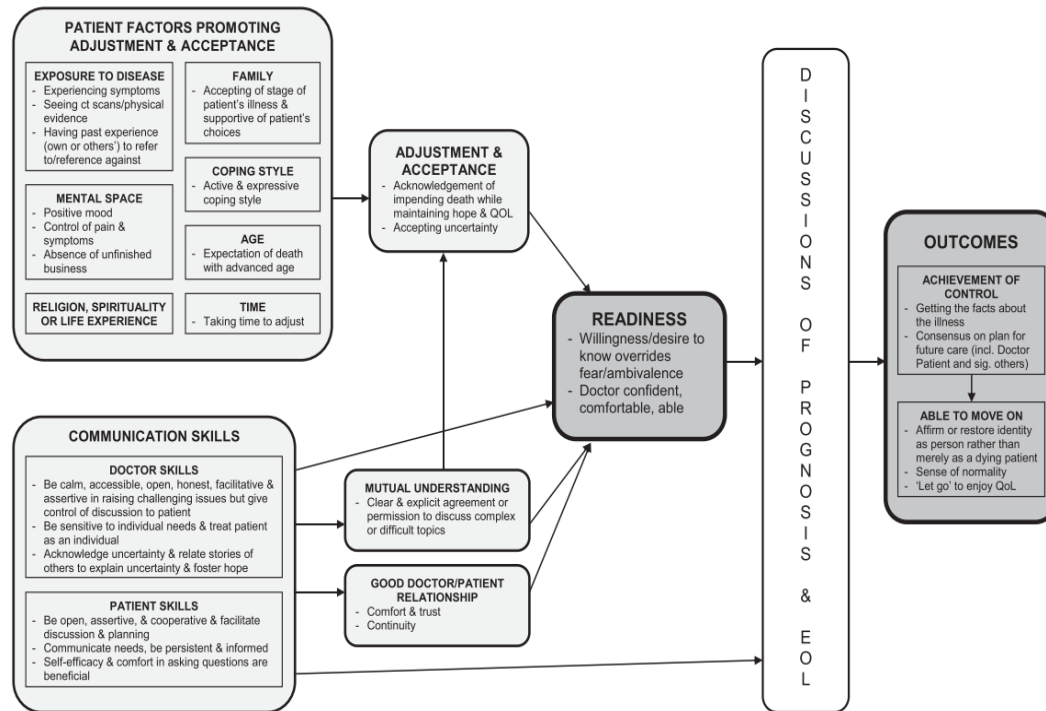 PATIENT FACTORS PROMOTING
ADJUSTMENT & ACCEPTANCE
EXPOSURE TO DISEASE
- Experiencing symptoms
- Seeing ct scans/physical
evidence
- Having past experience
(own or others') to refer
to/reference against
MENTAL SPACE
- Positive mood
- Control of pain &
symptoms
- Absence of unfinished
business
RELIGION, SPIRITUALITY
OR LIFE EXPERIENCE
FAMILY
- Accepting of stage of
patient's illness &
supportive of patient's
choices
COPING STYLE
- Active & expressive
coping style
AGE
- Expectation of death
with advanced age
TIME
- Taking time to adjust
COMMUNICATION SKILLS
DOCTOR SKILLS
- Be calm, accessible, open, honest, facilitative &
assertive in raising challenging issues but give
control of discussion to patient
- Be sensitive to individual needs & treat patient
as an individual
- Acknowledge uncertainty & relate stories of
others to explain uncertainty & foster hope
PATIENT SKILLS
- Be open, assertive, & cooperative & facilitate
discussion & planning
- Communicate needs, be persistent & informed
- Self-efficacy & comfort in asking questions are
beneficial
ADJUSTMENT &
ACCEPTANCE
- Acknowledgement of
impending death while
maintaining hope & QOL
- Accepting uncertainty
MUTUAL UNDERSTANDING
- Clear & explicit agreement or
permission to discuss complex
or difficult topics
GOOD DOCTOR/PATIENT
RELATIONSHIP
- Comfort & trust
- Continuity
READINESS
- Willingness/desire to
know overrides
fear/ambivalence
- Doctor confident,
comfortable, able
DISCUSSIONS OF PROGNOSIS & EOL
OUTCOMES
ACHIEVEMENT OF
CONTROL
- Getting the facts about
the illness
- Consensus on plan for
future care (incl. Doctor
Patient and sig. others)
ABLE TO MOVE ON
- Affirm or restore identity
as person rather than
merely as a dying patient
- Sense of normality
- 'Let go' to enjoy QoL